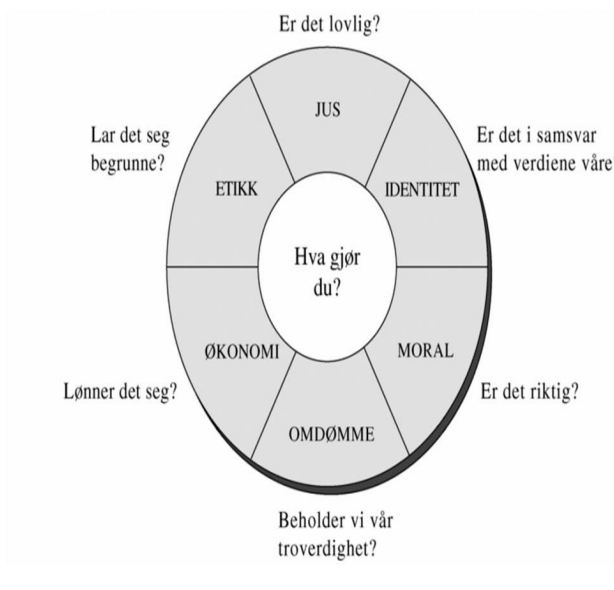 Er det lovlig?
JUS
Lar det seg
begrunne?
Er det i samsvar
med verdiene våre
ETIKK
IDENTITET
Hva gjør
du?
ØKONOMI
MORAL
Lønner det seg?
Er det riktig?
OMDØMME
Beholder vi vår
troverdighet?